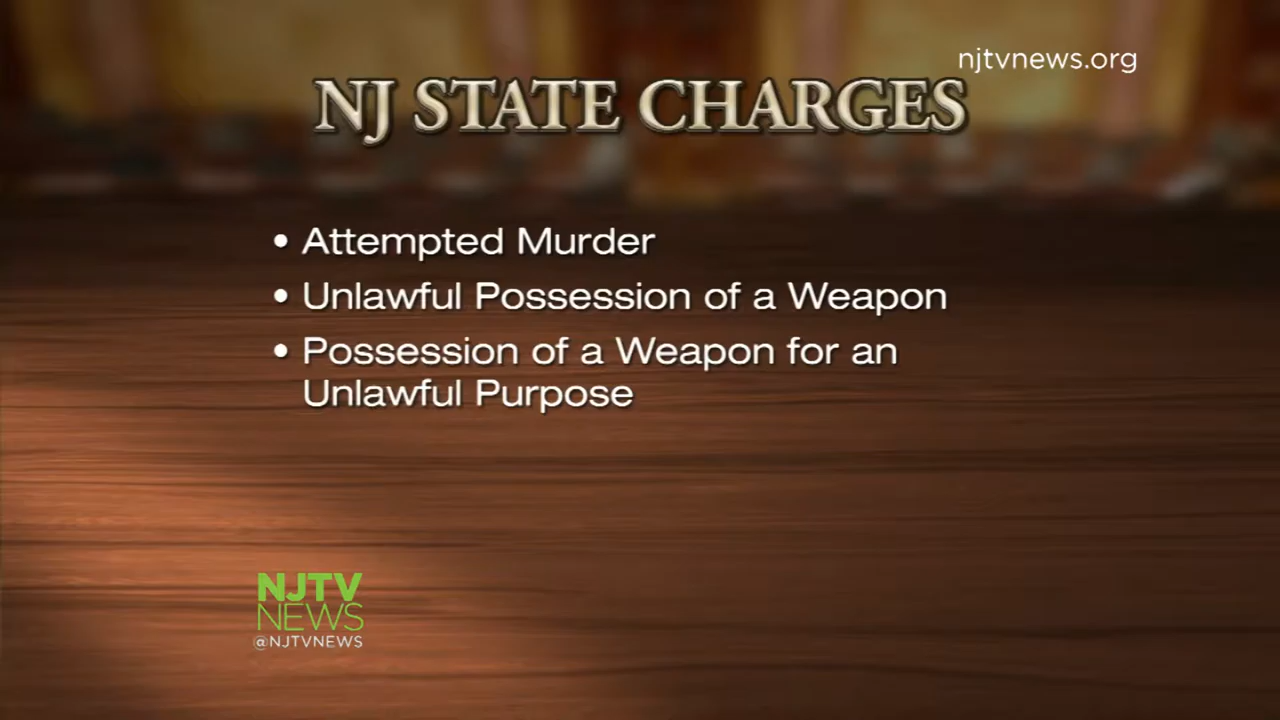 njtvnews.org
NJ STATE CHARGES
• Attempted Murder
• Unlawful Possession of a Weapon
• Possession of a Weapon for an
Unlawful Purpose
NJTV
NEWS
@NJTVNEWS